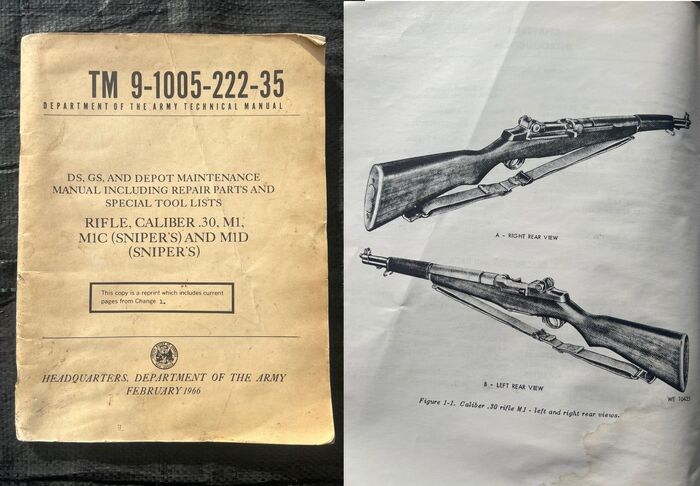 TM 9-1005-222-35
DEPARTMENT OF THE ARMY TECHNICAL MANUAL
DS, GS, AND DEPOT MAINTENANCE
MANUAL INCLUDING REPAIR PARTS AND
SPECIAL TOOL LISTS
RIFLE, CALIBER .30, M1,
M1C (SNIPER'S) AND M1D
(SNIPER'S)
This copy is a reprint which includes current
pages from Change 1.
HEADQUARTERS, DEPARTMENT OF THE ARMY
FEBRUARY 1966
A - RIGHT REAR VIEW
B - LEFT REAR VIEW
WE 10425
Figure 1-1. Caliber .30 rifle M1 - left and right rear views.